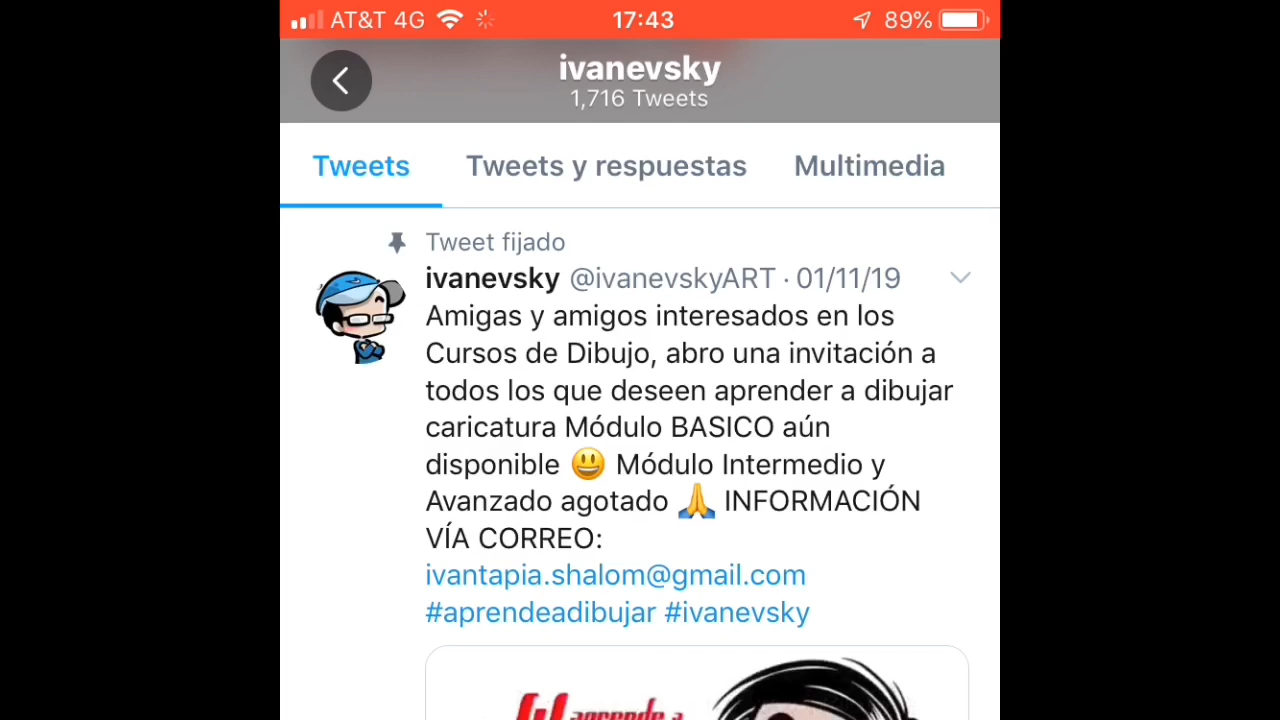 AT&T 4G 17:43 89%
ivanevsky
1,716 Tweets
Tweets Tweets y respuestas Multimedia
Tweet fijado
ivanevsky @ivanevskyART · 01/11/19
Amigas y amigos interesados en los
Cursos de Dibujo, abro una invitación a
todos los que deseen aprender a dibujar
caricatura Módulo BASICO aún
disponible 😃 Módulo Intermedio y
Avanzado agotado 🙏 INFORMACIÓN
VÍA CORREO:
ivantapia.shalom@gmail.com
#aprendeadibujar #ivanevsky
aprende a